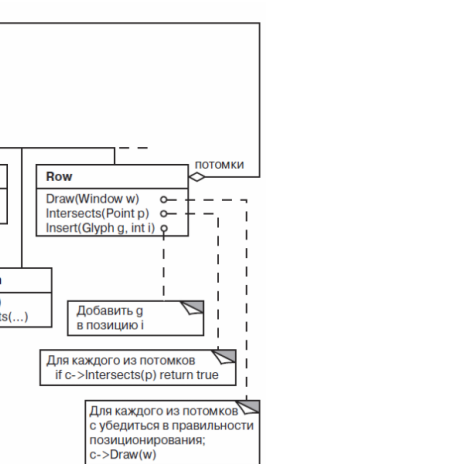 потомки
Row
Draw(Window w)
Intersects(Point p)
Insert(Glyph g, int i)
)
ts(...)
Добавить g
в позицию i
Для каждого из потомков
if c->Intersects(p) return true
Для каждого из потомков
с убедиться в правильности
позиционирования;
c->Draw(w)